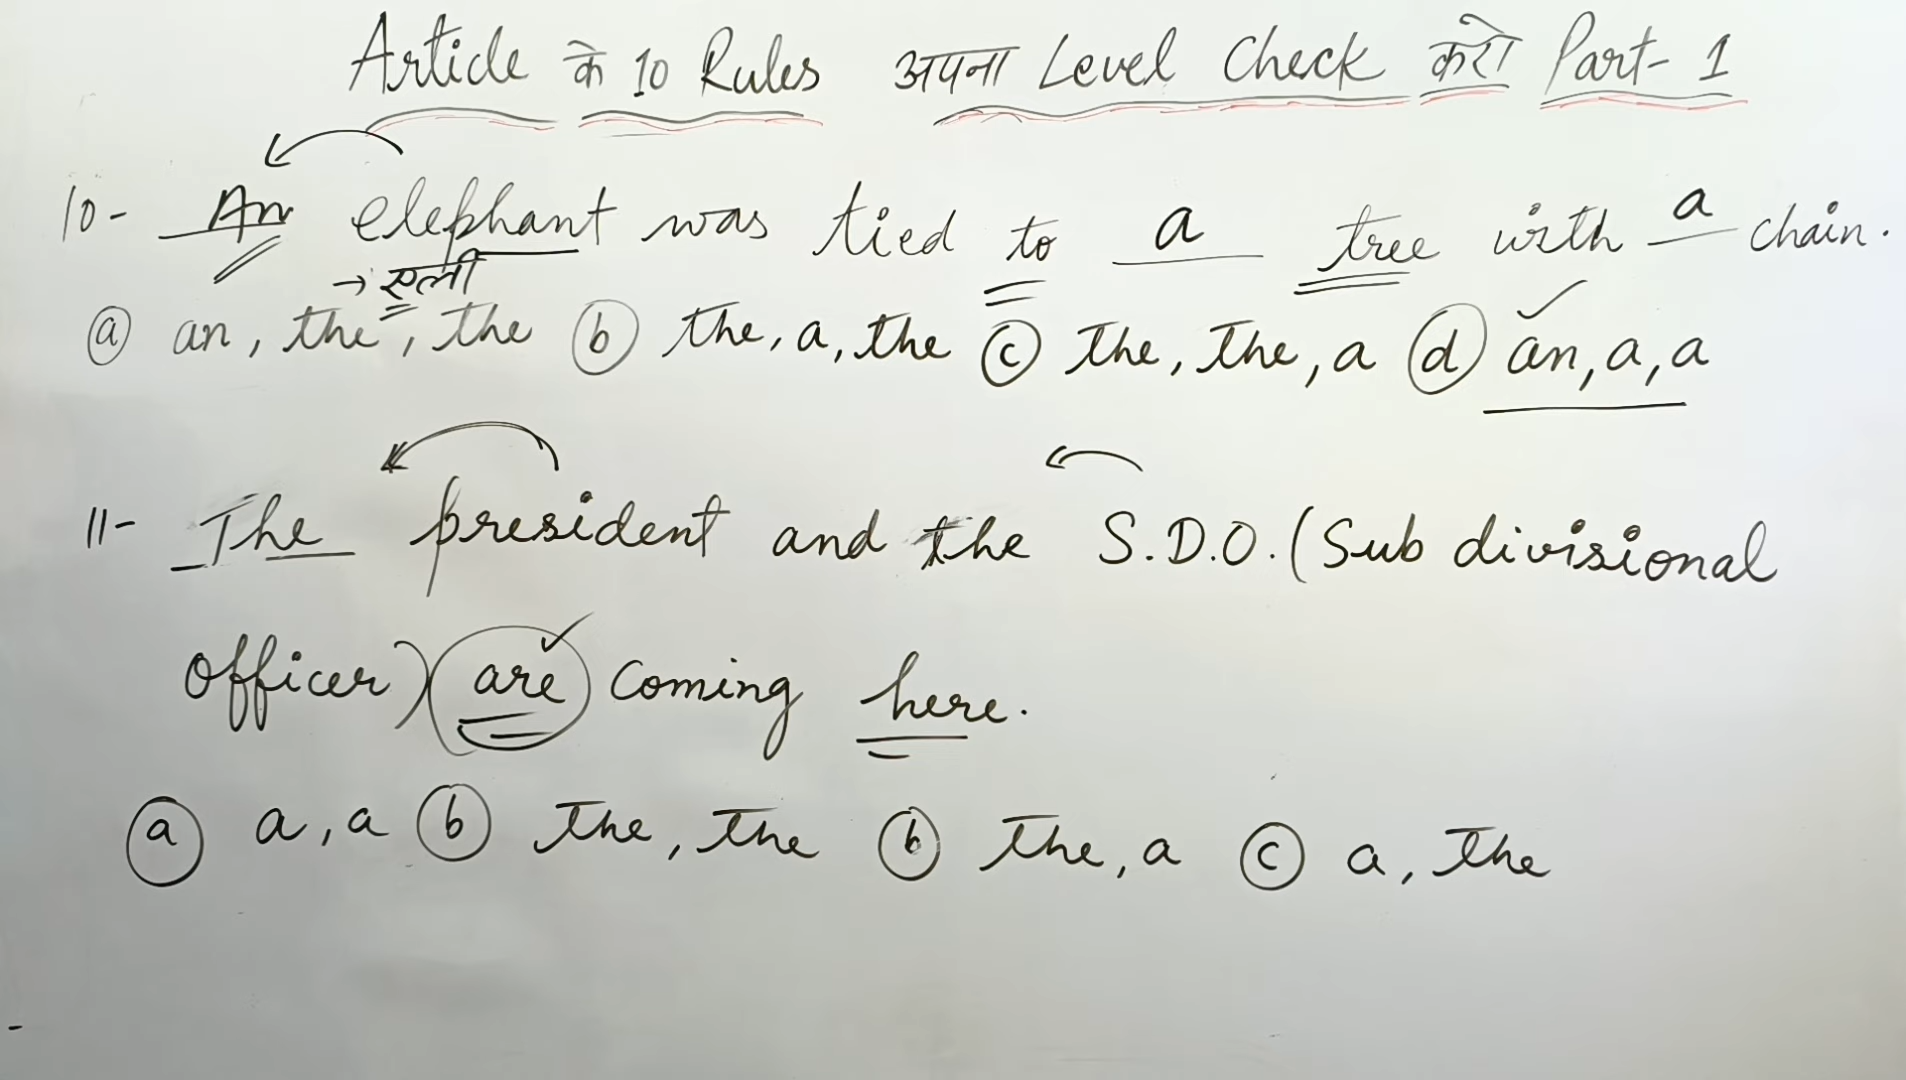 Article के 10 Rules अपना Level Check करो Part- 1
10- An elephant was tied to a tree with a chain.
→ एली
ⓐ an, the, the ⓑ the, a, the ⓒ the, the, a ⓓ an, a, a
11- The president and the S.D.O. (Sub divisional
officer) are coming here.
ⓐ a, a ⓑ the, the ⓑ the, a ⓒ a, the